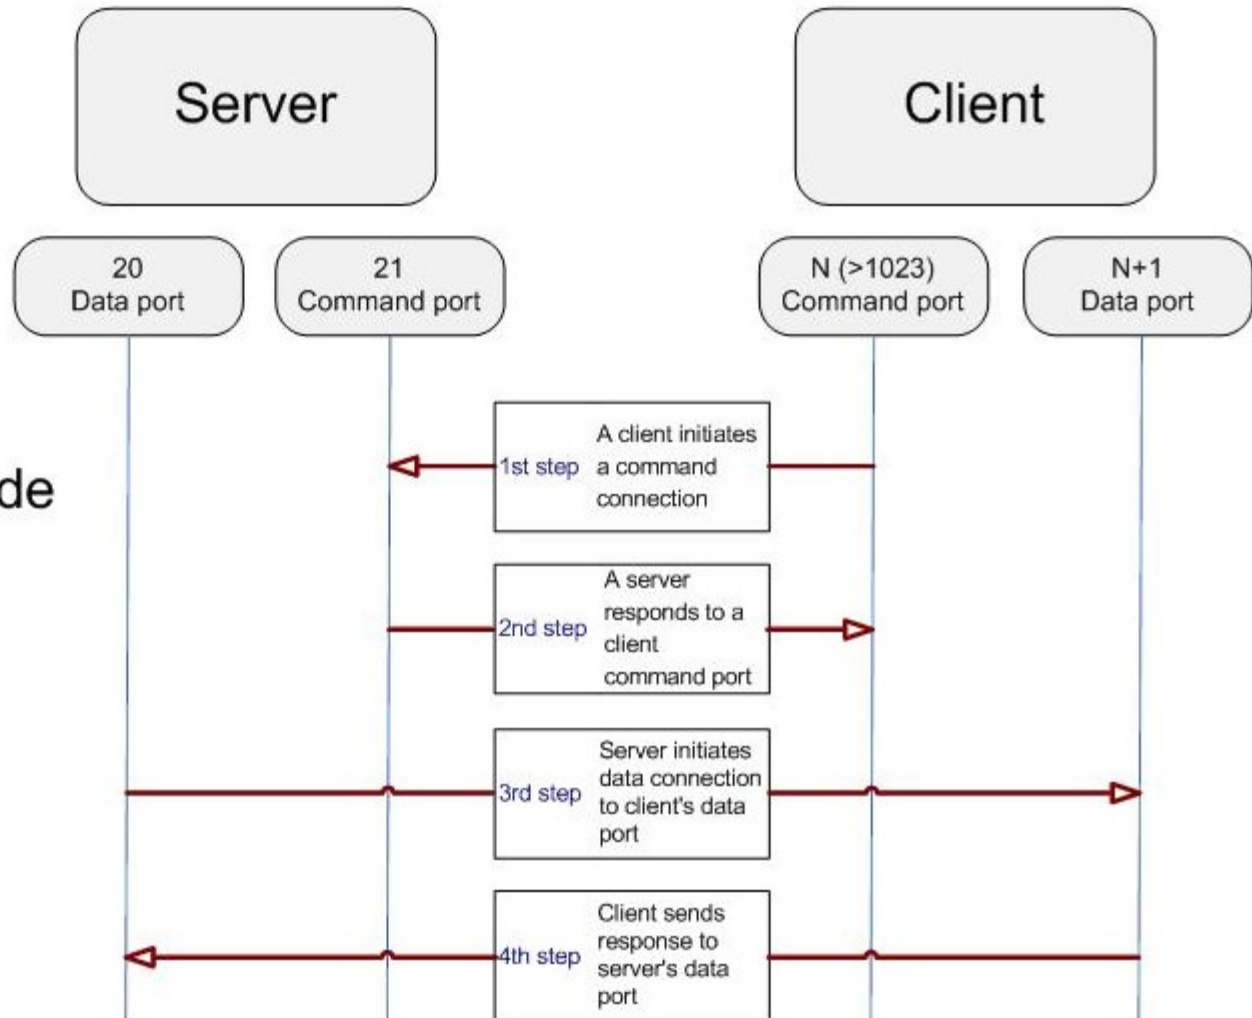 Server
Client
20
Data port
21
Command port
N (>1023)
Command port
N+1
Data port
de
1st step
A client initiates
a command
connection
2nd step
A server
responds to a
client
command port
3rd step
Server initiates
data connection
to client's data
port
4th step
Client sends
response to
server's data
port